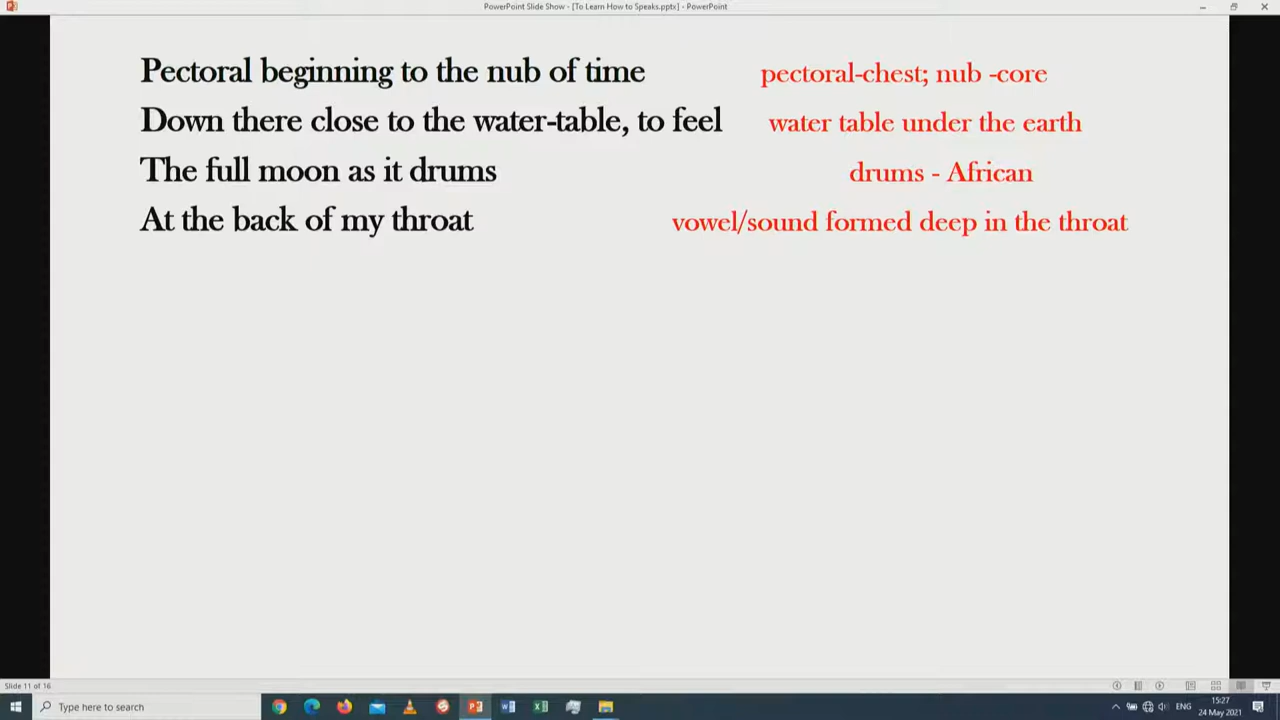 PowerPoint Slide Show - [To Learn How to Speaks.pptx] - PowerPoint
Pectoral beginning to the nub of time pectoral-chest; nub -core
Down there close to the water-table, to feel water table under the earth
The full moon as it drums drums - African
At the back of my throat vowel/sound formed deep in the throat
Slide 11 of 16
Type here to search
ENG
15:27
24 May 2021